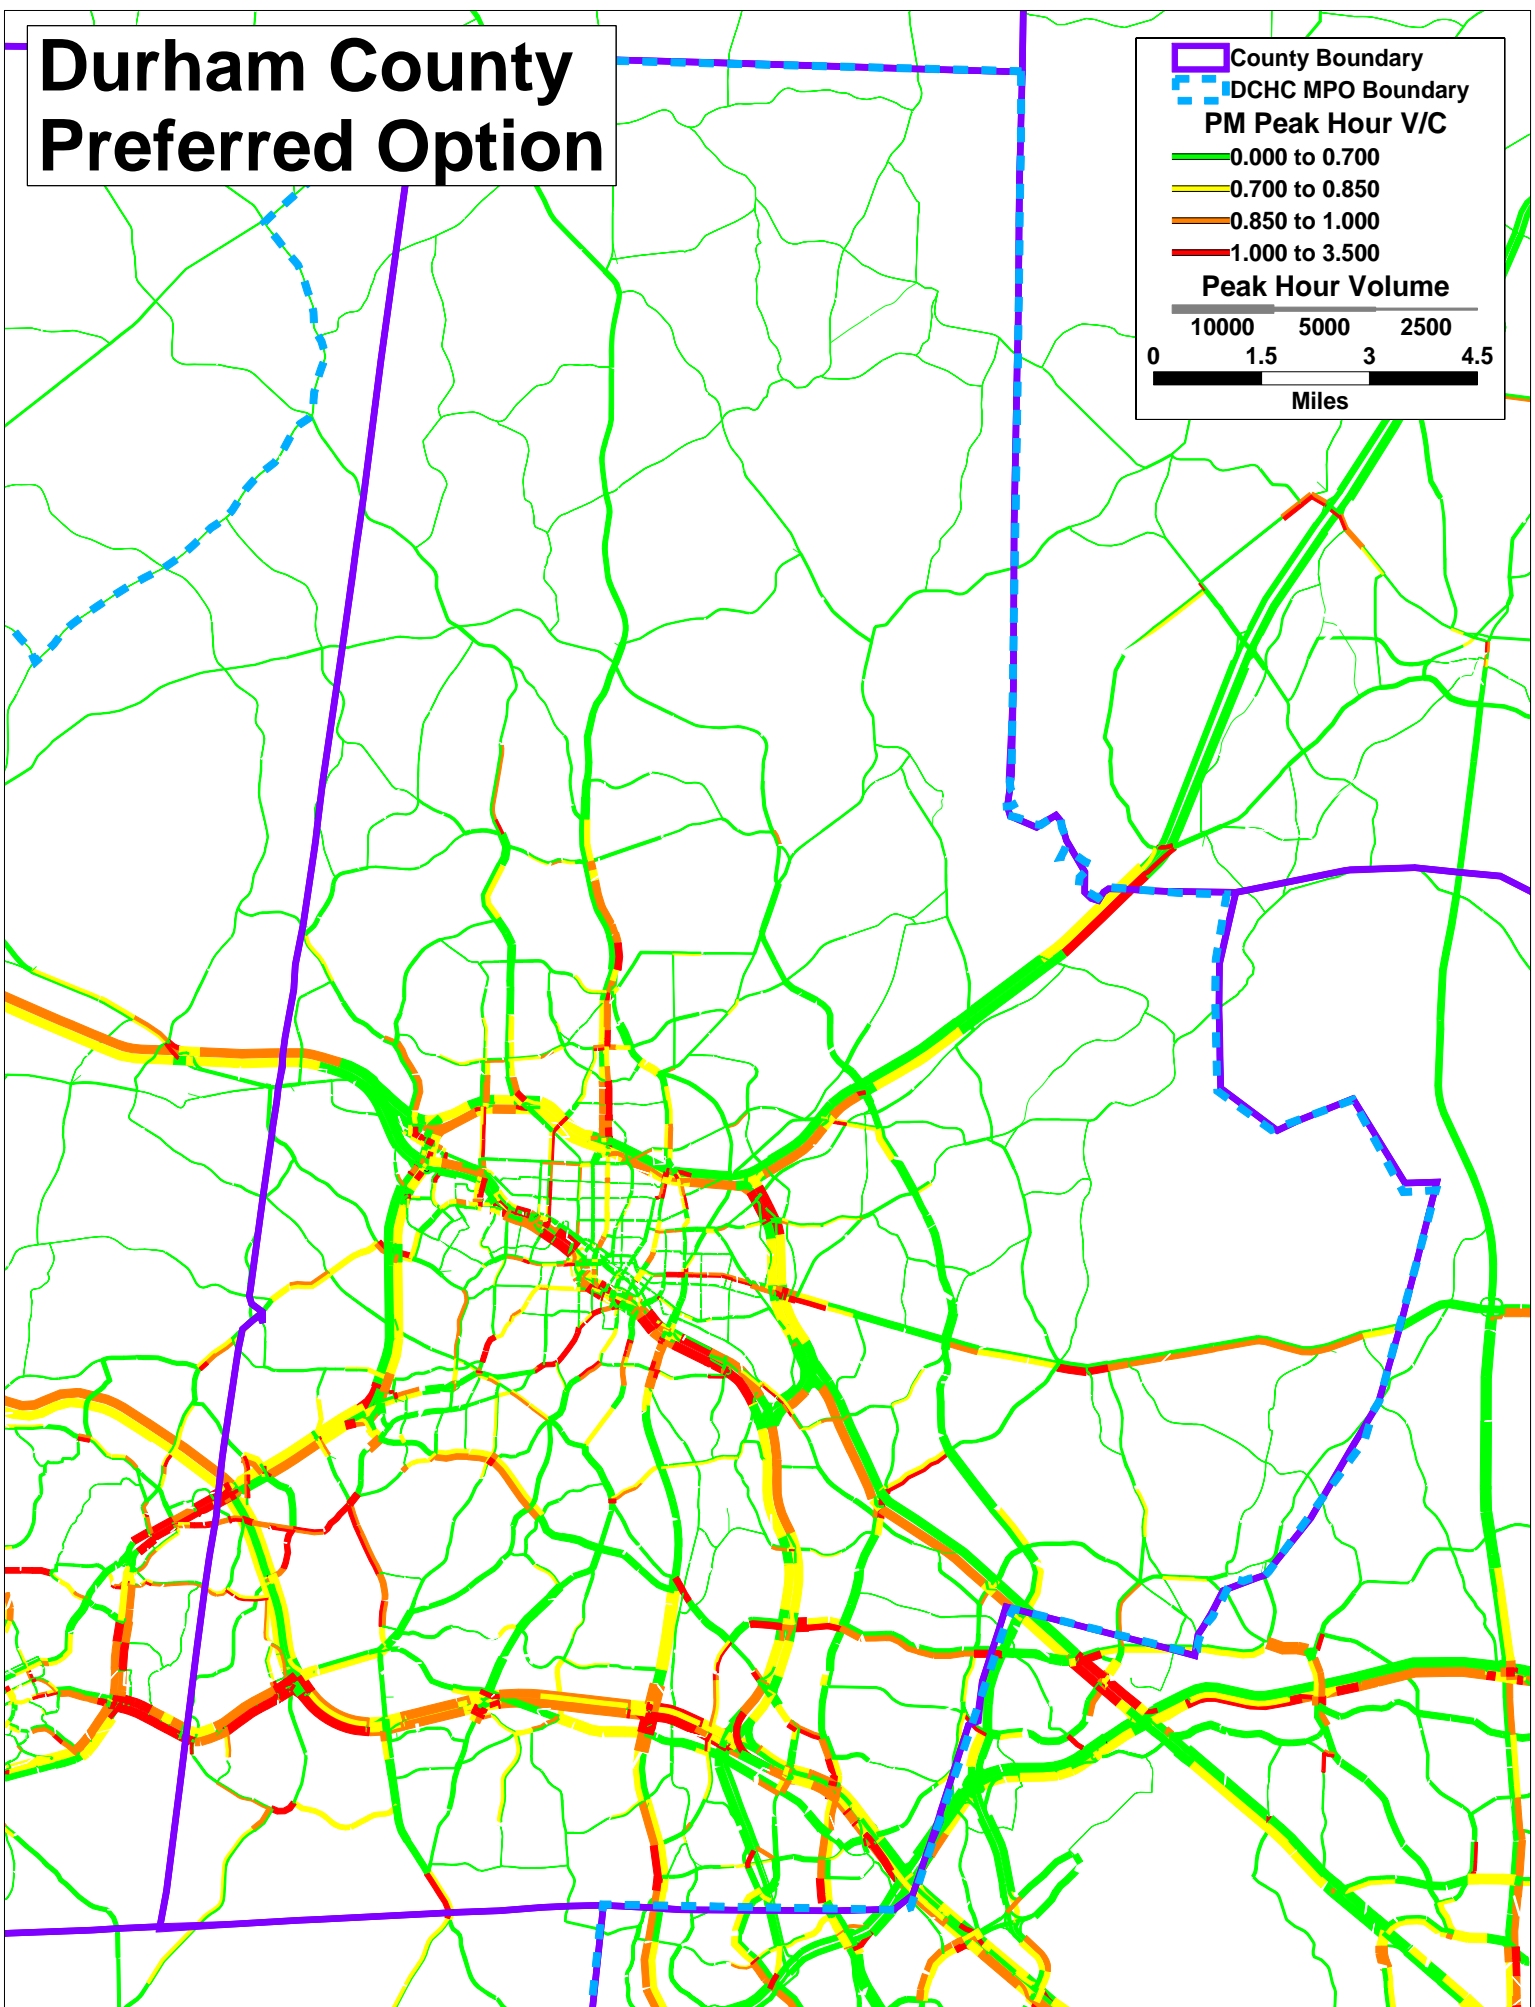 Durham County
Preferred Option
County Boundary
DCHC MPO Boundary
PM Peak Hour V/C
0.000 to 0.700
0.700 to 0.850
0.850 to 1.000
1.000 to 3.500
Peak Hour Volume
10000 5000 2500
0 1.5 3 4.5
Miles